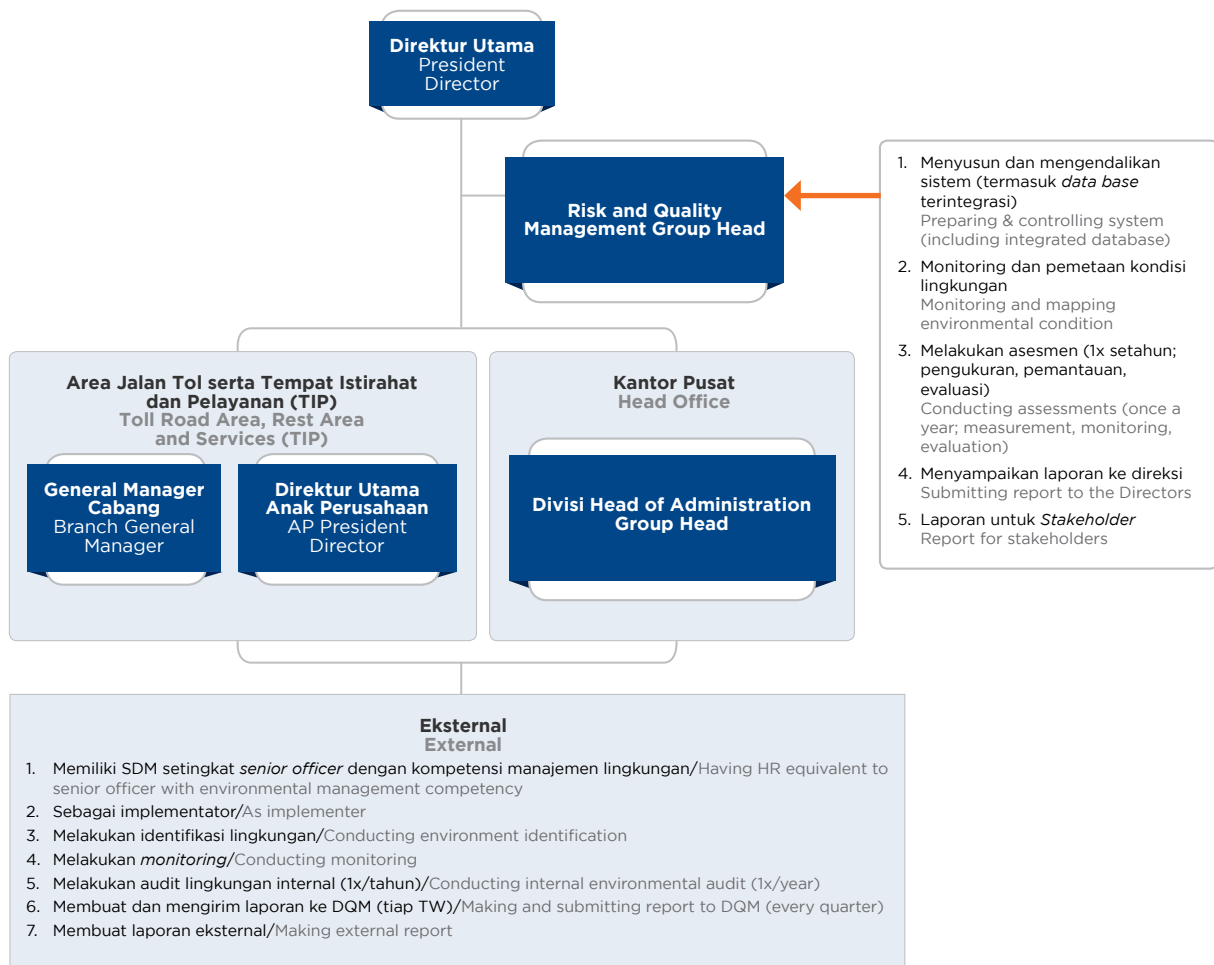 Direktur Utama
President
Director
Risk and Quality
Management Group Head
1. Menyusun dan mengendalikan
sistem (termasuk data base
terintegrasi)
Preparing & controlling system
(including integrated database)
2. Monitoring dan pemetaan kondisi
lingkungan
Monitoring and mapping
environmental condition
3. Melakukan asesmen (1x setahun;
pengukuran, pemantauan,
evaluasi)
Conducting assessments (once a
year; measurement, monitoring,
evaluation)
4. Menyampaikan laporan ke direksi
Submitting report to the Directors
5. Laporan untuk Stakeholder
Report for stakeholders
Area Jalan Tol serta Tempat Istirahat
dan Pelayanan (TIP)
Toll Road Area, Rest Area
and Services (TIP)
General Manager
Cabang
Branch General
Manager
Direktur Utama
Anak Perusahaan
AP President
Director
Kantor Pusat
Head Office
Divisi Head of Administration
Group Head
Eksternal
External
1. Memiliki SDM setingkat senior officer dengan kompetensi manajemen lingkungan/Having HR equivalent to
senior officer with environmental management competency
2. Sebagai implementator/As implementer
3. Melakukan identifikasi lingkungan/Conducting environment identification
4. Melakukan monitoring/Conducting monitoring
5. Melakukan audit lingkungan internal (1x/tahun)/Conducting internal environmental audit (1x/year)
6. Membuat dan mengirim laporan ke DQM (tiap TW)/Making and submitting report to DQM (every quarter)
7. Membuat laporan eksternal/Making external report